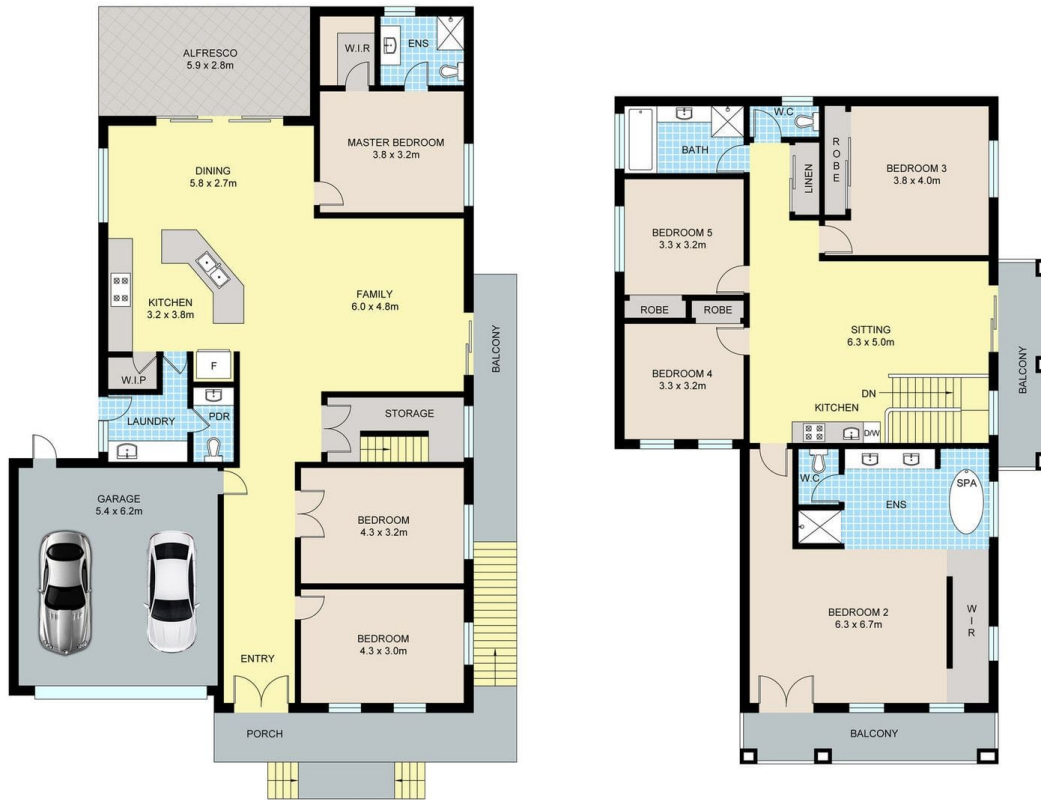 ALFRESCO
5.9 x 2.8m
W.I.R
ENS
MASTER BEDROOM
3.8 x 3.2m
DINING
5.8 x 2.7m
KITCHEN
3.2 x 3.8m
FAMILY
6.0 x 4.8m
BALCONY
F
W.I.P
LAUNDRY
PDR
STORAGE
GARAGE
5.4 x 6.2m
BEDROOM
4.3 x 3.2m
BEDROOM
4.3 x 3.0m
ENTRY
PORCH
BATH
W.C
LINEN
ROBE
BEDROOM 3
3.8 x 4.0m
BEDROOM 5
3.3 x 3.2m
ROBE
ROBE
BEDROOM 4
3.3 x 3.2m
SITTING
6.3 x 5.0m
BALCONY
DN
KITCHEN
D/W
W.C
ENS
SPA
BEDROOM 2
6.3 x 6.7m
WIR
BALCONY